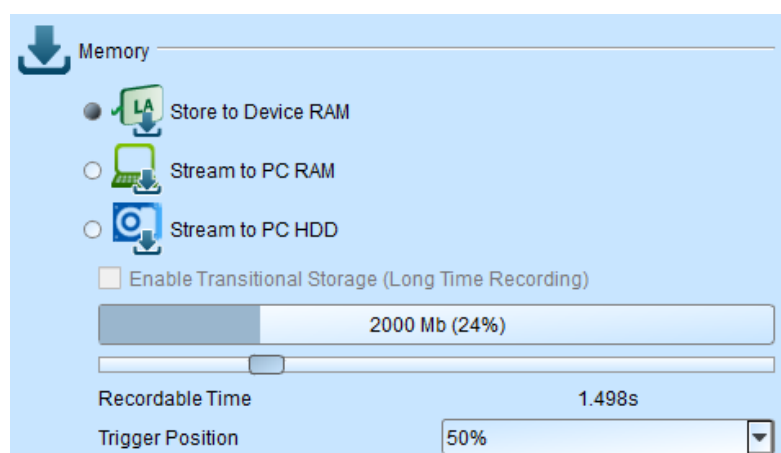 Memory
LA
Store to Device RAM
Stream to PC RAM
Stream to PC HDD
Enable Transitional Storage (Long Time Recording)
2000 Mb (24%)
Recordable Time 1.498s
Trigger Position 50%